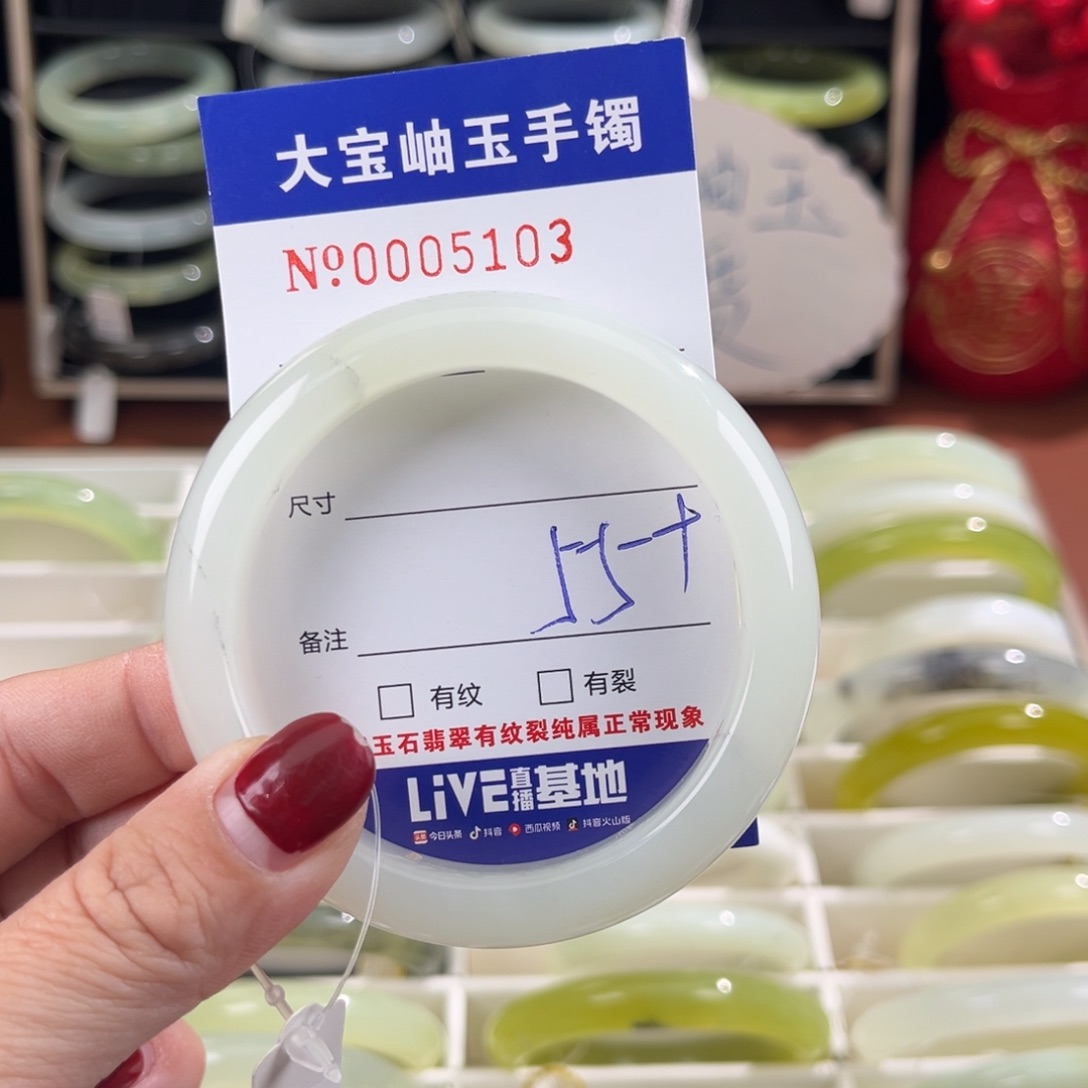 大宝岫玉手镯
№0005103
岫玉
尺寸
55-+
备注
□ 有纹 □ 有裂
玉石翡翠有纹裂纯属正常现象
LiVE直播基地
今日头条 抖音 西瓜视频 抖音火山版